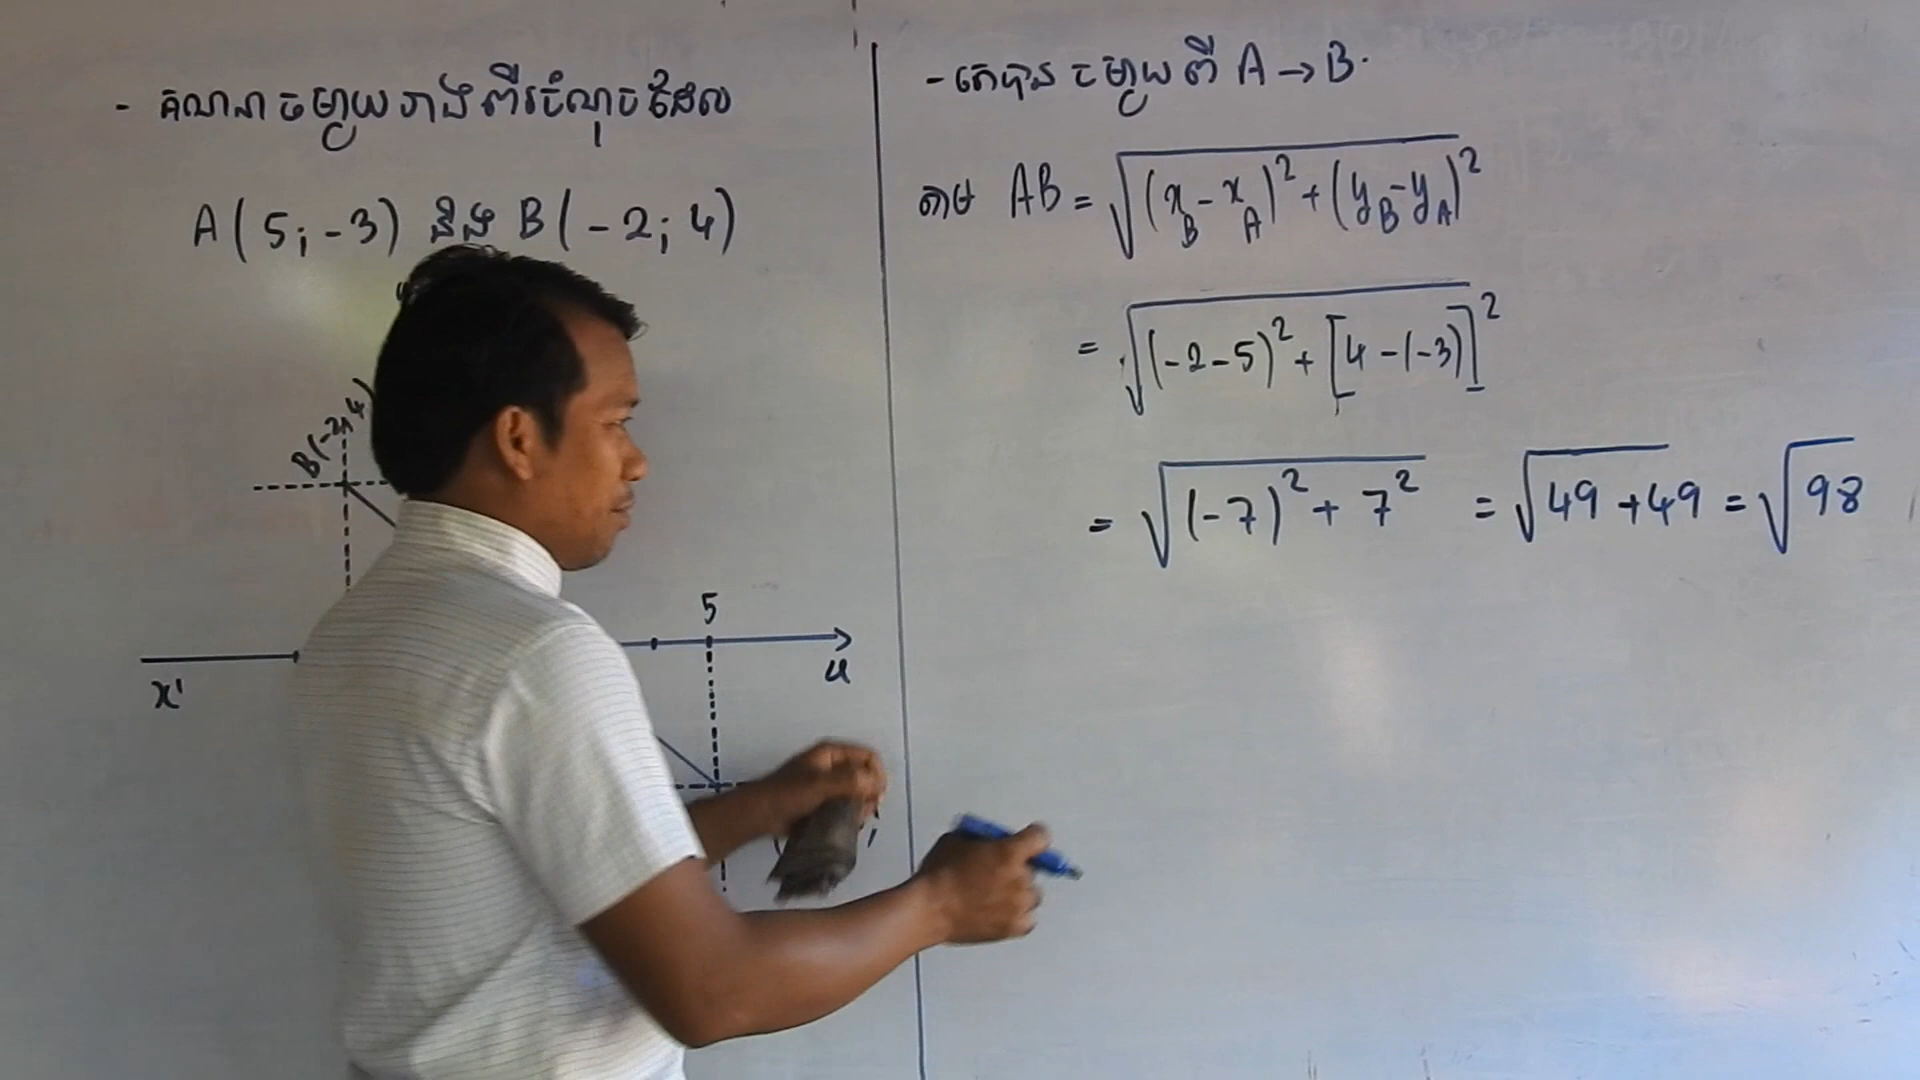 - គណនាចម្ងាយរវាងពីរចំណុចដែល
A(5;-3) និង B(-2;4)
B(-2,4)
5
x'
x
- គេបានចម្ងាយពី A→B.
តាម AB = √((x_B - x_A)² + (y_B - y_A)²)
= √((-2-5)² + [4-(-3)]²)
= √((-7)² + 7²) = √(49+49) = √98